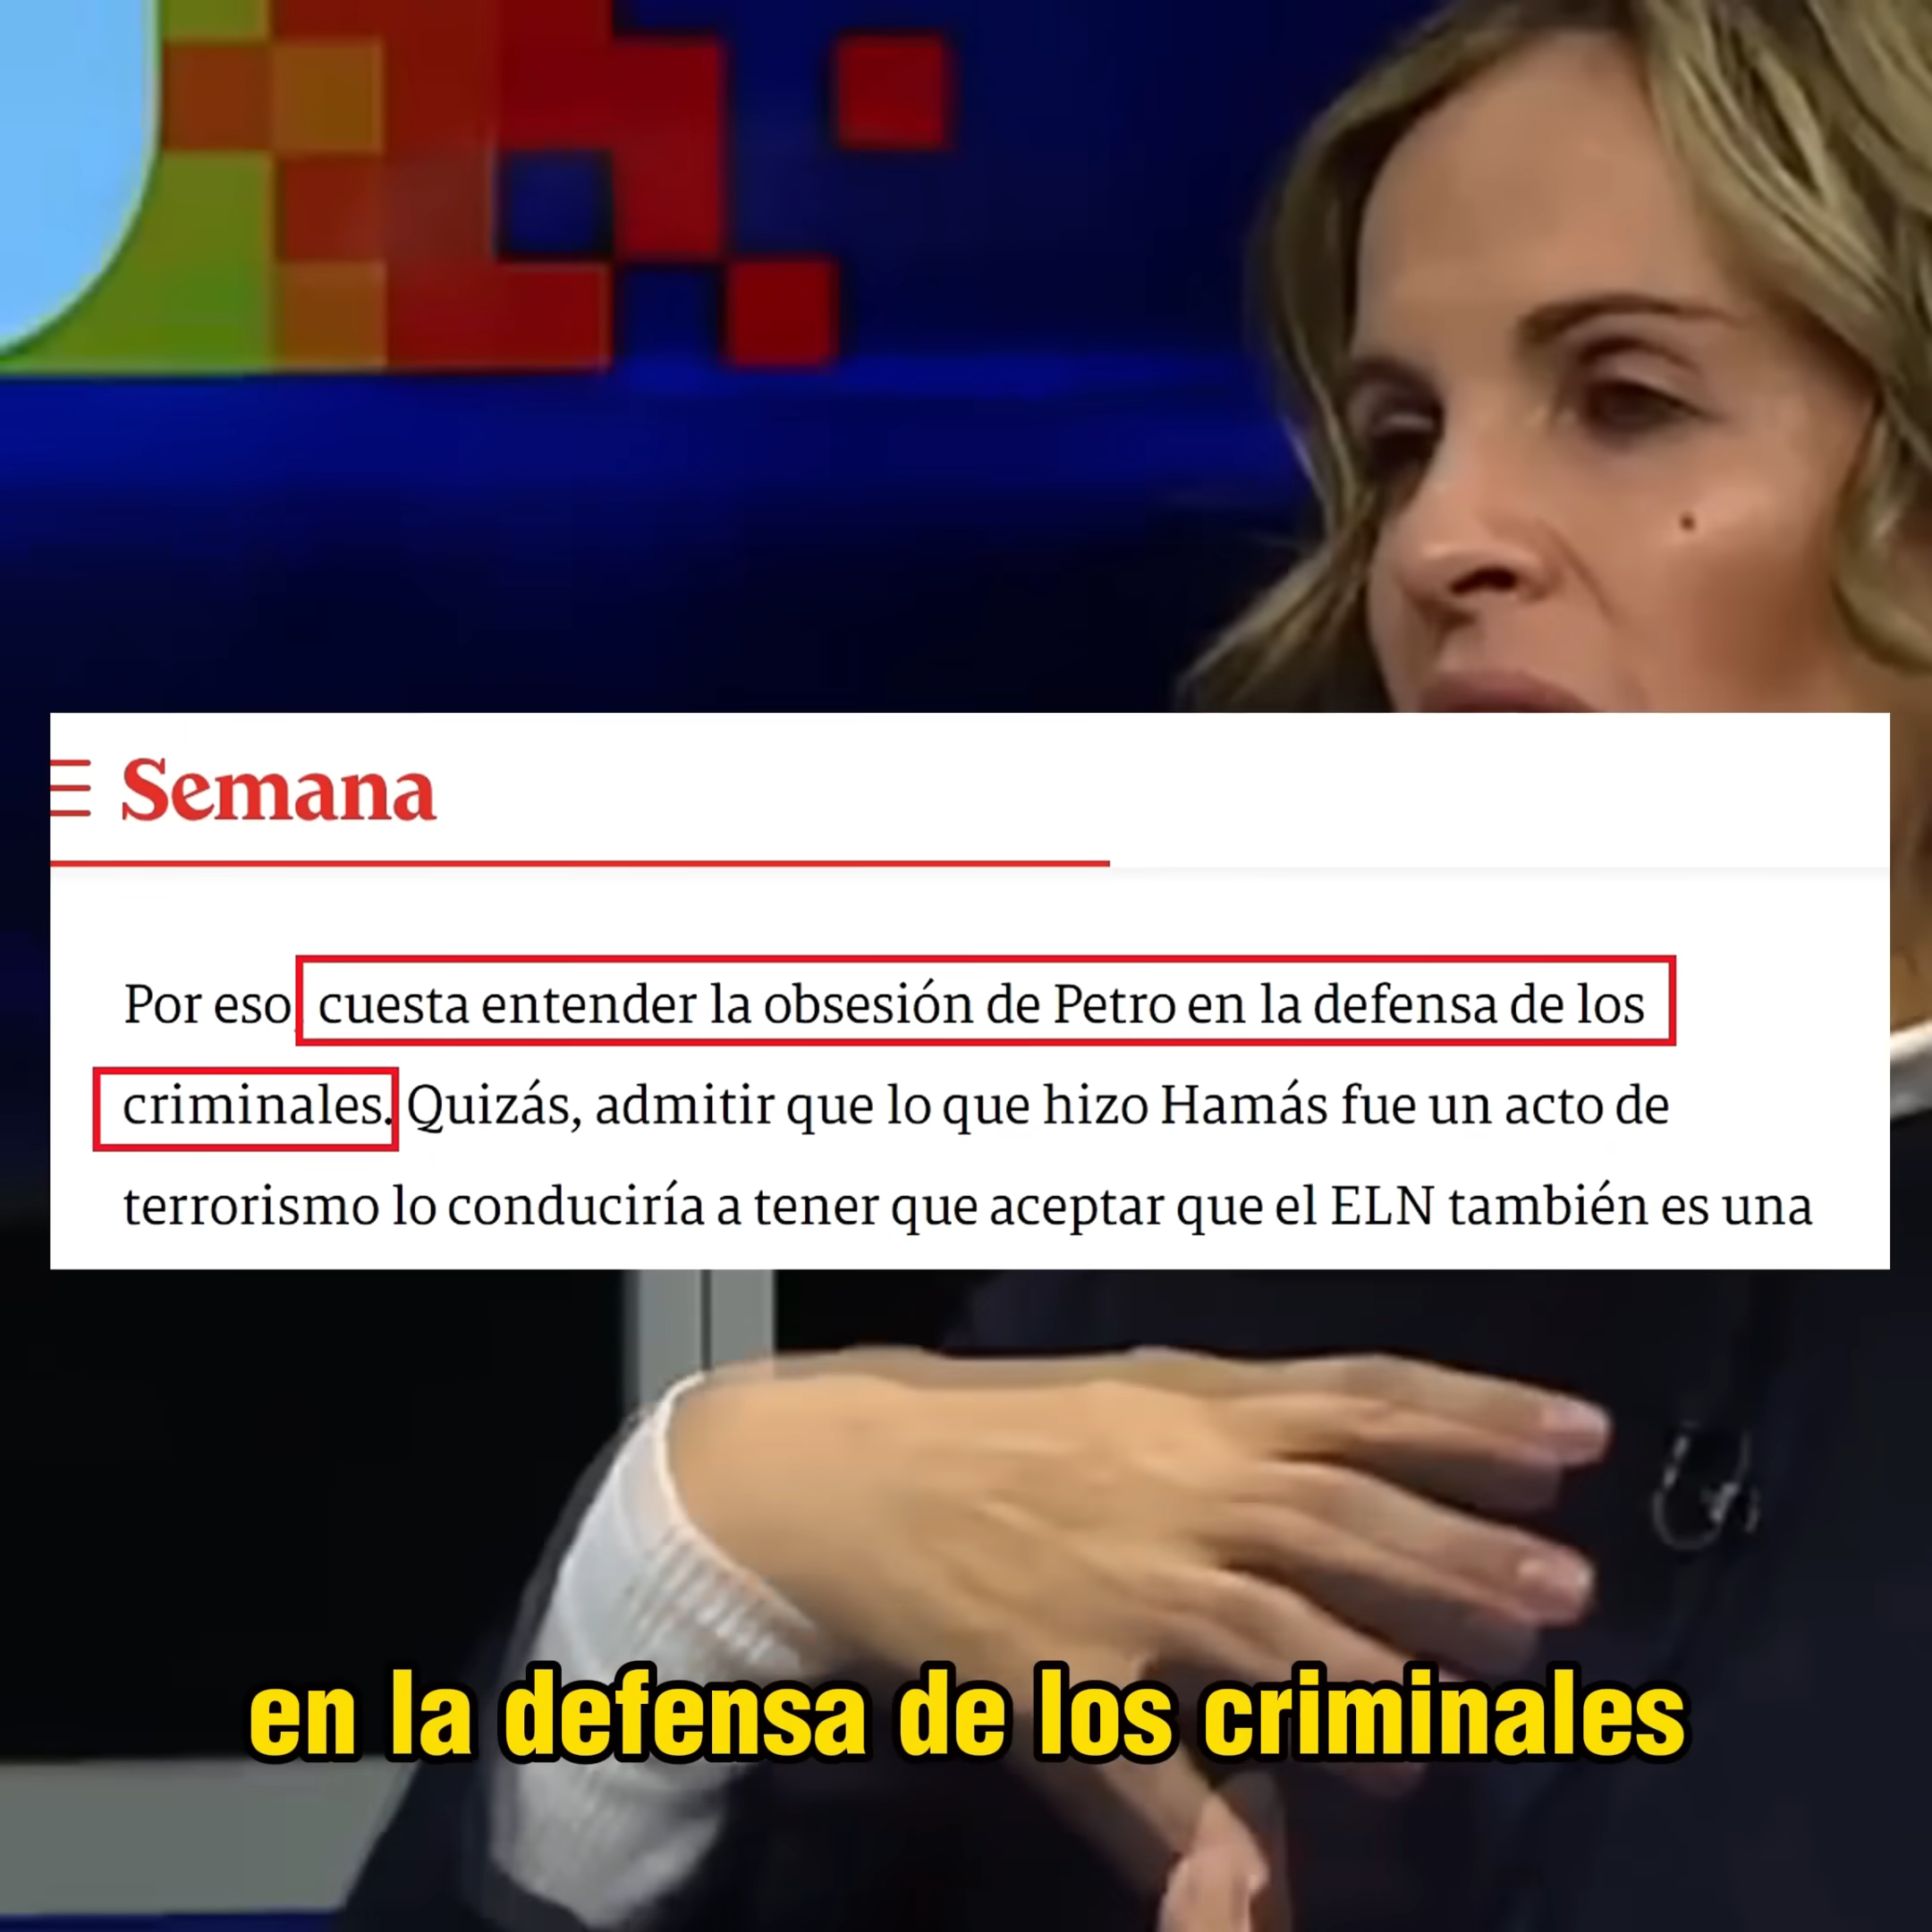 Semana
Por eso, cuesta entender la obsesión de Petro en la defensa de los
criminales. Quizás, admitir que lo que hizo Hamás fue un acto de
terrorismo lo conduciría a tener que aceptar que el ELN también es una
en la defensa de los criminales